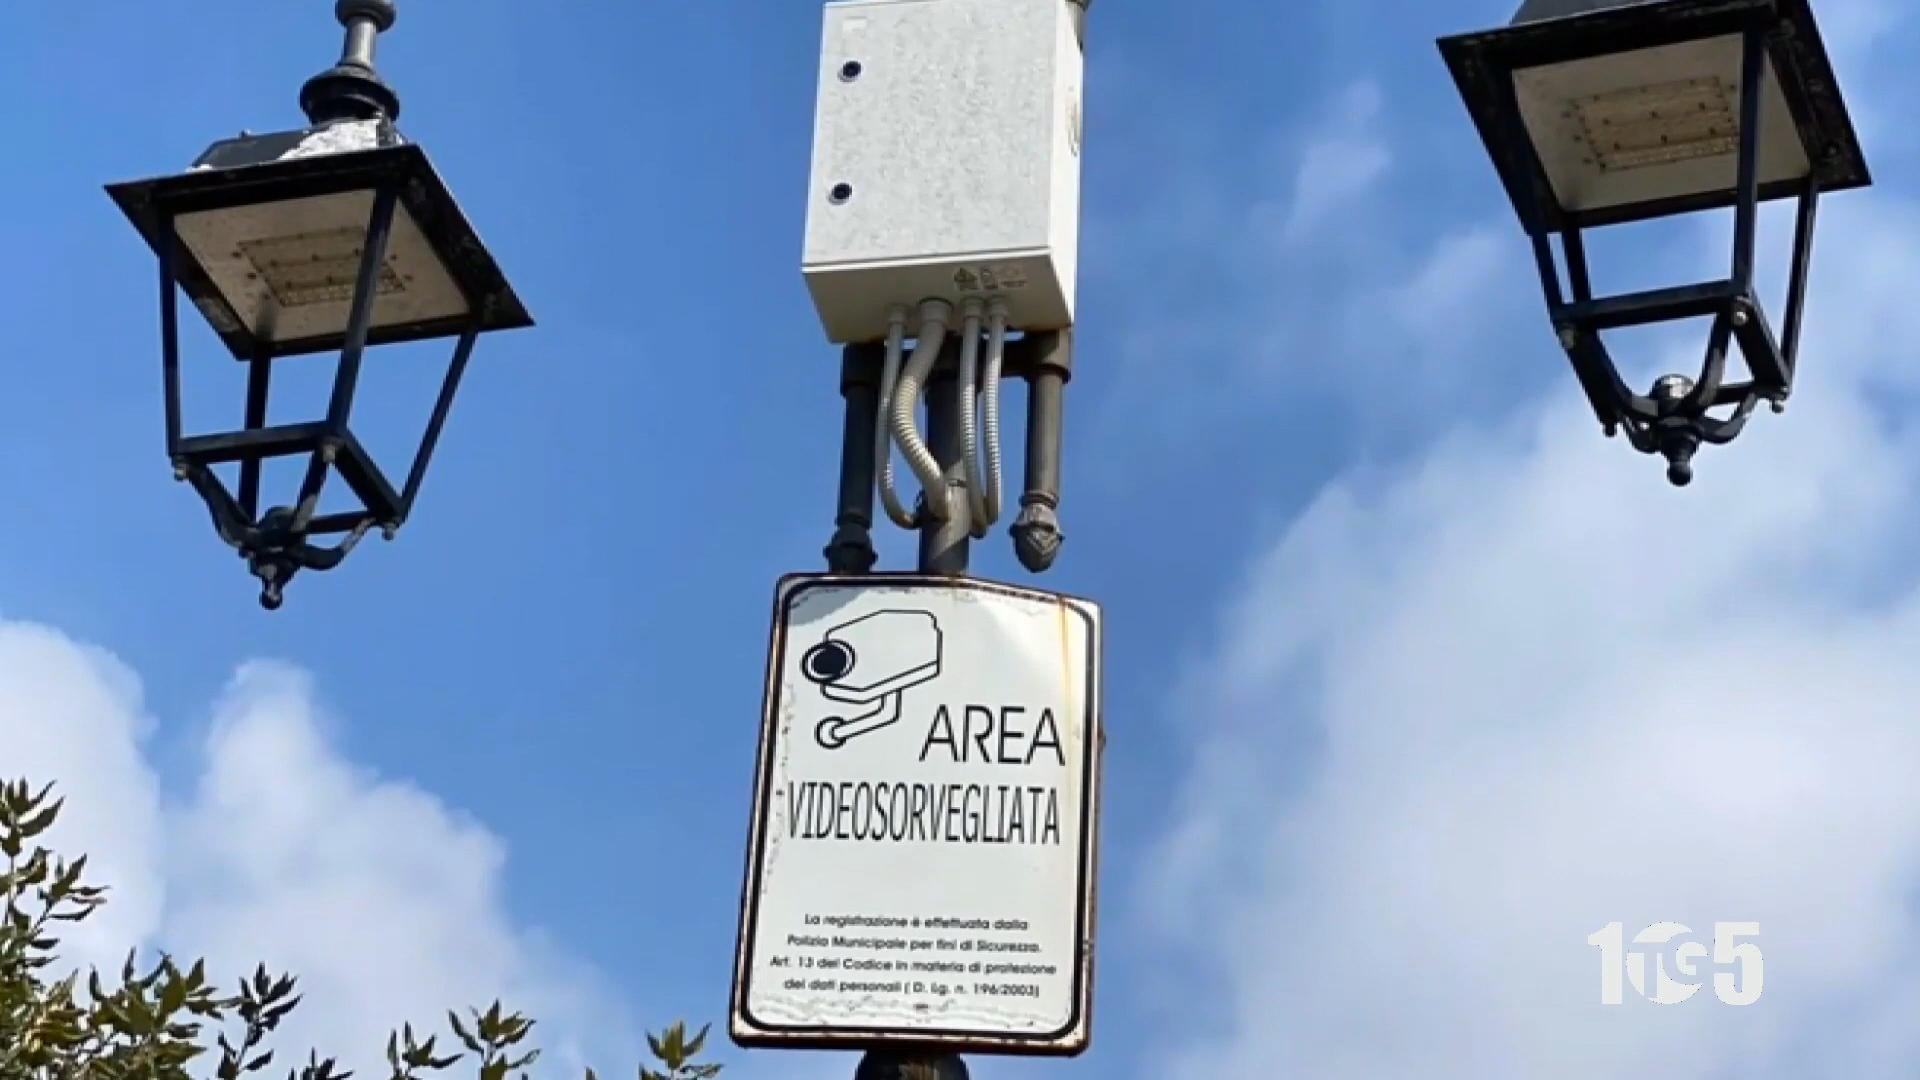 AREA
VIDEOSORVEGLIATA
La registrazione è effettuata dalla
Polizia Municipale per fini di Sicurezza.
Art. 13 del Codice in materia di protezione
dei dati personali ( D. Lg. n. 196/2003)
1TG5